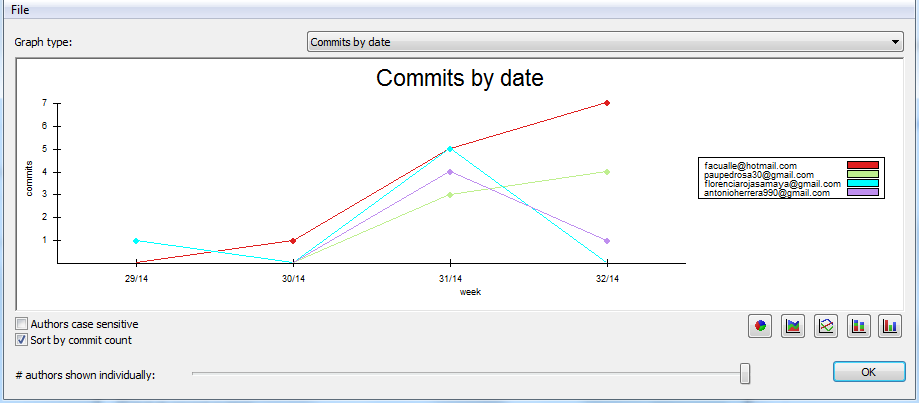 File
Graph type:
Commits by date
Commits by date
7
6
5
4
3
2
1
commits
29/14
30/14
31/14
32/14
week
facualle@hotmail.com
paupedrosa30@gmail.com
florenciarojasamaya@gmail.com
antonioherrera990@gmail.com
Authors case sensitive
Sort by commit count
# authors shown individually:
OK